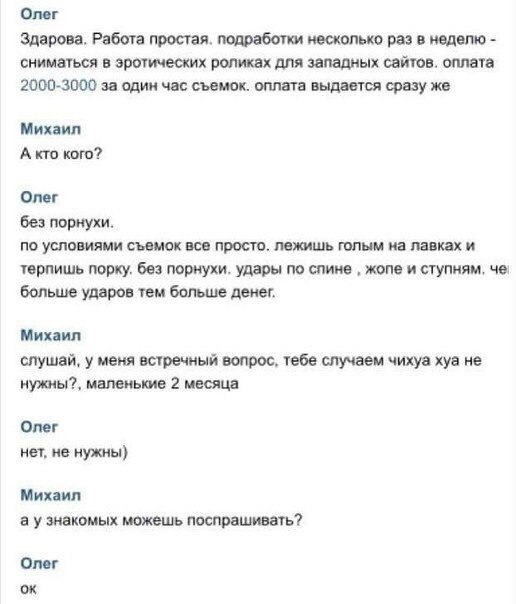 Олег
Здарова. Работа простая. подработки несколько раз в неделю -
сниматься в эротических роликах для западных сайтов. оплата
2000-3000 за один час съемок. оплата выдается сразу же
Михаил
А кто кого?
Олег
без порнухи.
по условиями съемок все просто. лежишь голым на лавках и
терпишь порку. без порнухи. удары по спине , жопе и ступням. че
больше ударов тем больше денег.
Михаил
слушай, у меня встречный вопрос, тебе случаем чихуа хуа не
нужны?, маленькие 2 месяца
Олег
нет, не нужны)
Михаил
а у знакомых можешь поспрашивать?
Олег
ок